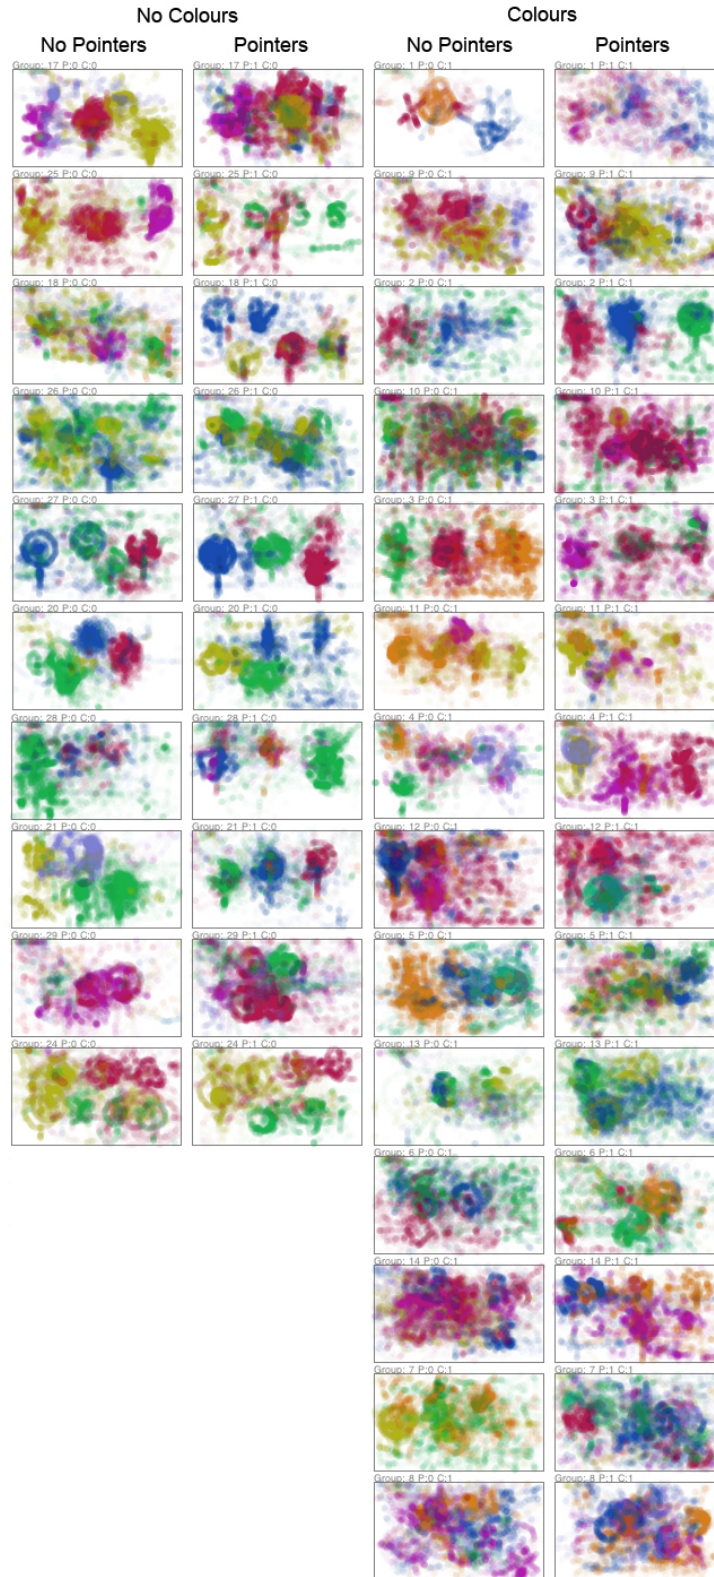 No Colours Colours
No Pointers Pointers No Pointers Pointers
Group: 17 P:0 C:0 Group: 17 P:1 C:0 Group: 1 P:0 C:1 Group: 1 P:1 C:1
Group: 25 P:0 C:0 Group: 25 P:1 C:0 Group: 9 P:0 C:1 Group: 9 P:1 C:1
Group: 18 P:0 C:0 Group: 18 P:1 C:0 Group: 2 P:0 C:1 Group: 2 P:1 C:1
Group: 26 P:0 C:0 Group: 26 P:1 C:0 Group: 10 P:0 C:1 Group: 10 P:1 C:1
Group: 27 P:0 C:0 Group: 27 P:1 C:0 Group: 3 P:0 C:1 Group: 3 P:1 C:1
Group: 20 P:0 C:0 Group: 20 P:1 C:0 Group: 11 P:0 C:1 Group: 11 P:1 C:1
Group: 28 P:0 C:0 Group: 28 P:1 C:0 Group: 4 P:0 C:1 Group: 4 P:1 C:1
Group: 21 P:0 C:0 Group: 21 P:1 C:0 Group: 12 P:0 C:1 Group: 12 P:1 C:1
Group: 29 P:0 C:0 Group: 29 P:1 C:0 Group: 5 P:0 C:1 Group: 5 P:1 C:1
Group: 24 P:0 C:0 Group: 24 P:1 C:0 Group: 13 P:0 C:1 Group: 13 P:1 C:1
Group: 6 P:0 C:1 Group: 6 P:1 C:1
Group: 14 P:0 C:1 Group: 14 P:1 C:1
Group: 7 P:0 C:1 Group: 7 P:1 C:1
Group: 8 P:0 C:1 Group: 8 P:1 C:1